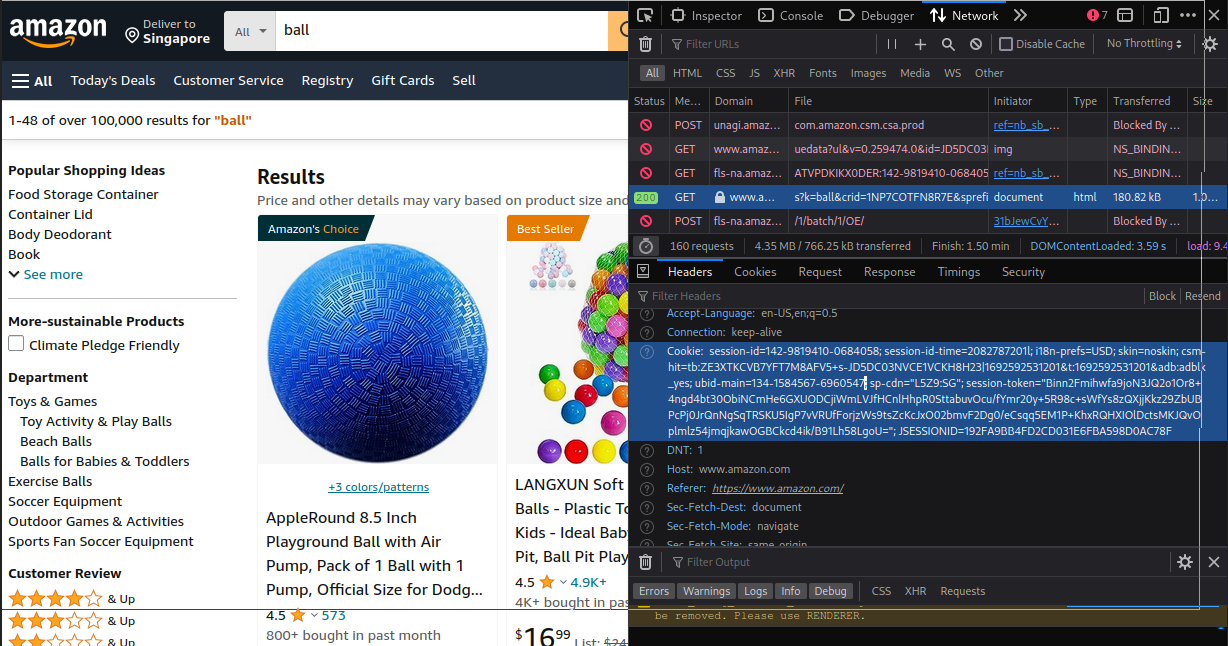 amazon
Deliver to
Singapore
All
ball
All
Today's Deals
Customer Service
Registry
Gift Cards
Sell
1-48 of over 100,000 results for "ball"
Popular Shopping Ideas
Food Storage Container
Container Lid
Body Deodorant
Book
See more
More-sustainable Products
Climate Pledge Friendly
Department
Toys & Games
Toy Activity & Play Balls
Beach Balls
Balls for Babies & Toddlers
Exercise Balls
Soccer Equipment
Outdoor Games & Activities
Sports Fan Soccer Equipment
Customer Review
& Up
& Up
& Up
Results
Price and other details may vary based on product size and
Amazon's Choice
+3 colors/patterns
AppleRound 8.5 Inch
Playground Ball with Air
Pump, Pack of 1 Ball with 1
Pump, Official Size for Dodg...
4.5 573
800+ bought in past month
Best Seller
LANGXUN Soft
Balls - Plastic To
Kids - Ideal Bab
Pit, Ball Pit Play
4.5 4.9K+
4K+ bought in pas
$16.99 List: $24
Inspector
Console
Debugger
Network
7
Filter URLs
Disable Cache
No Throttling
All HTML CSS JS XHR Fonts Images Media WS Other
Status Me... Domain File Initiator Type Transferred Size
POST unagi.amaz... com.amazon.csm.csa.prod ref=nb_sb_... Blocked By ...
GET www.amaz... uedata?ul&v=0.259474.0&id=JD5DC03 img NS_BINDIN...
GET fls-na.amaz... ATVPDKIKX0DER:142-9819410-068405 ref=nb_sb_... NS_BINDIN...
200 GET www.a... s?k=ball&crid=1NP7COTFN8R7E&sprefi document html 180.82 kB 1.0...
POST fls-na.amaz... /1/batch/1/OE/ 31bJewCvY... Blocked By ...
160 requests 4.35 MB / 766.25 kB transferred Finish: 1.50 min DOMContentLoaded: 3.59 s load: 9.4
Headers Cookies Request Response Timings Security
Filter Headers
Block
Resend
Accept-Language: en-US,en;q=0.5
Connection: keep-alive
Cookie: session-id=142-9819410-0684058; session-id-time=2082787201l; i18n-prefs=USD; skin=noskin; csm-
hit=tb:ZE3XTKCVB7YFT7M8AFV5+s-JD5DC03NVCE1VCKH8H23|1692592531201&t:1692592531201&adb:adblk
_yes; ubid-main=134-1584567-6960547; sp-cdn="L5Z9:SG"; session-token="Binn2Fmihwfa9joN3JQ2o1Or8+
4ngd4bt30ObiNCmHe6GXUODCjiWmLVJfHCnlHhpR0SttabuvOcu/fYmr20y+5R98c+sWfYs8zQXjjKkz29ZbUB
PcPj0JrQnNgSqTRSKU5IgP7vVRUfForjzWs9tsZcKcJxO02bmvF2Dg0/eCsqq5EM1P+KhxRQHXIOlDctsMKJQvO
plmlz54jmqjkawOGBCkcd4ik/B91Lh58LgoU="; JSESSIONID=192FA9BB4FD2CD031E6FBA598D0AC78F
DNT: 1
Host: www.amazon.com
Referer: https://www.amazon.com/
Sec-Fetch-Dest: document
Sec-Fetch-Mode: navigate
Sec-Fetch-Site: same-origin
Filter Output
Errors Warnings Logs Info Debug CSS XHR Requests
be removed. Please use RENDERER.